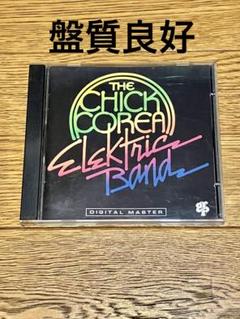 盤質良好
THE
CHICK
COREA
Elektric
Band
DIGITAL MASTER
GRP